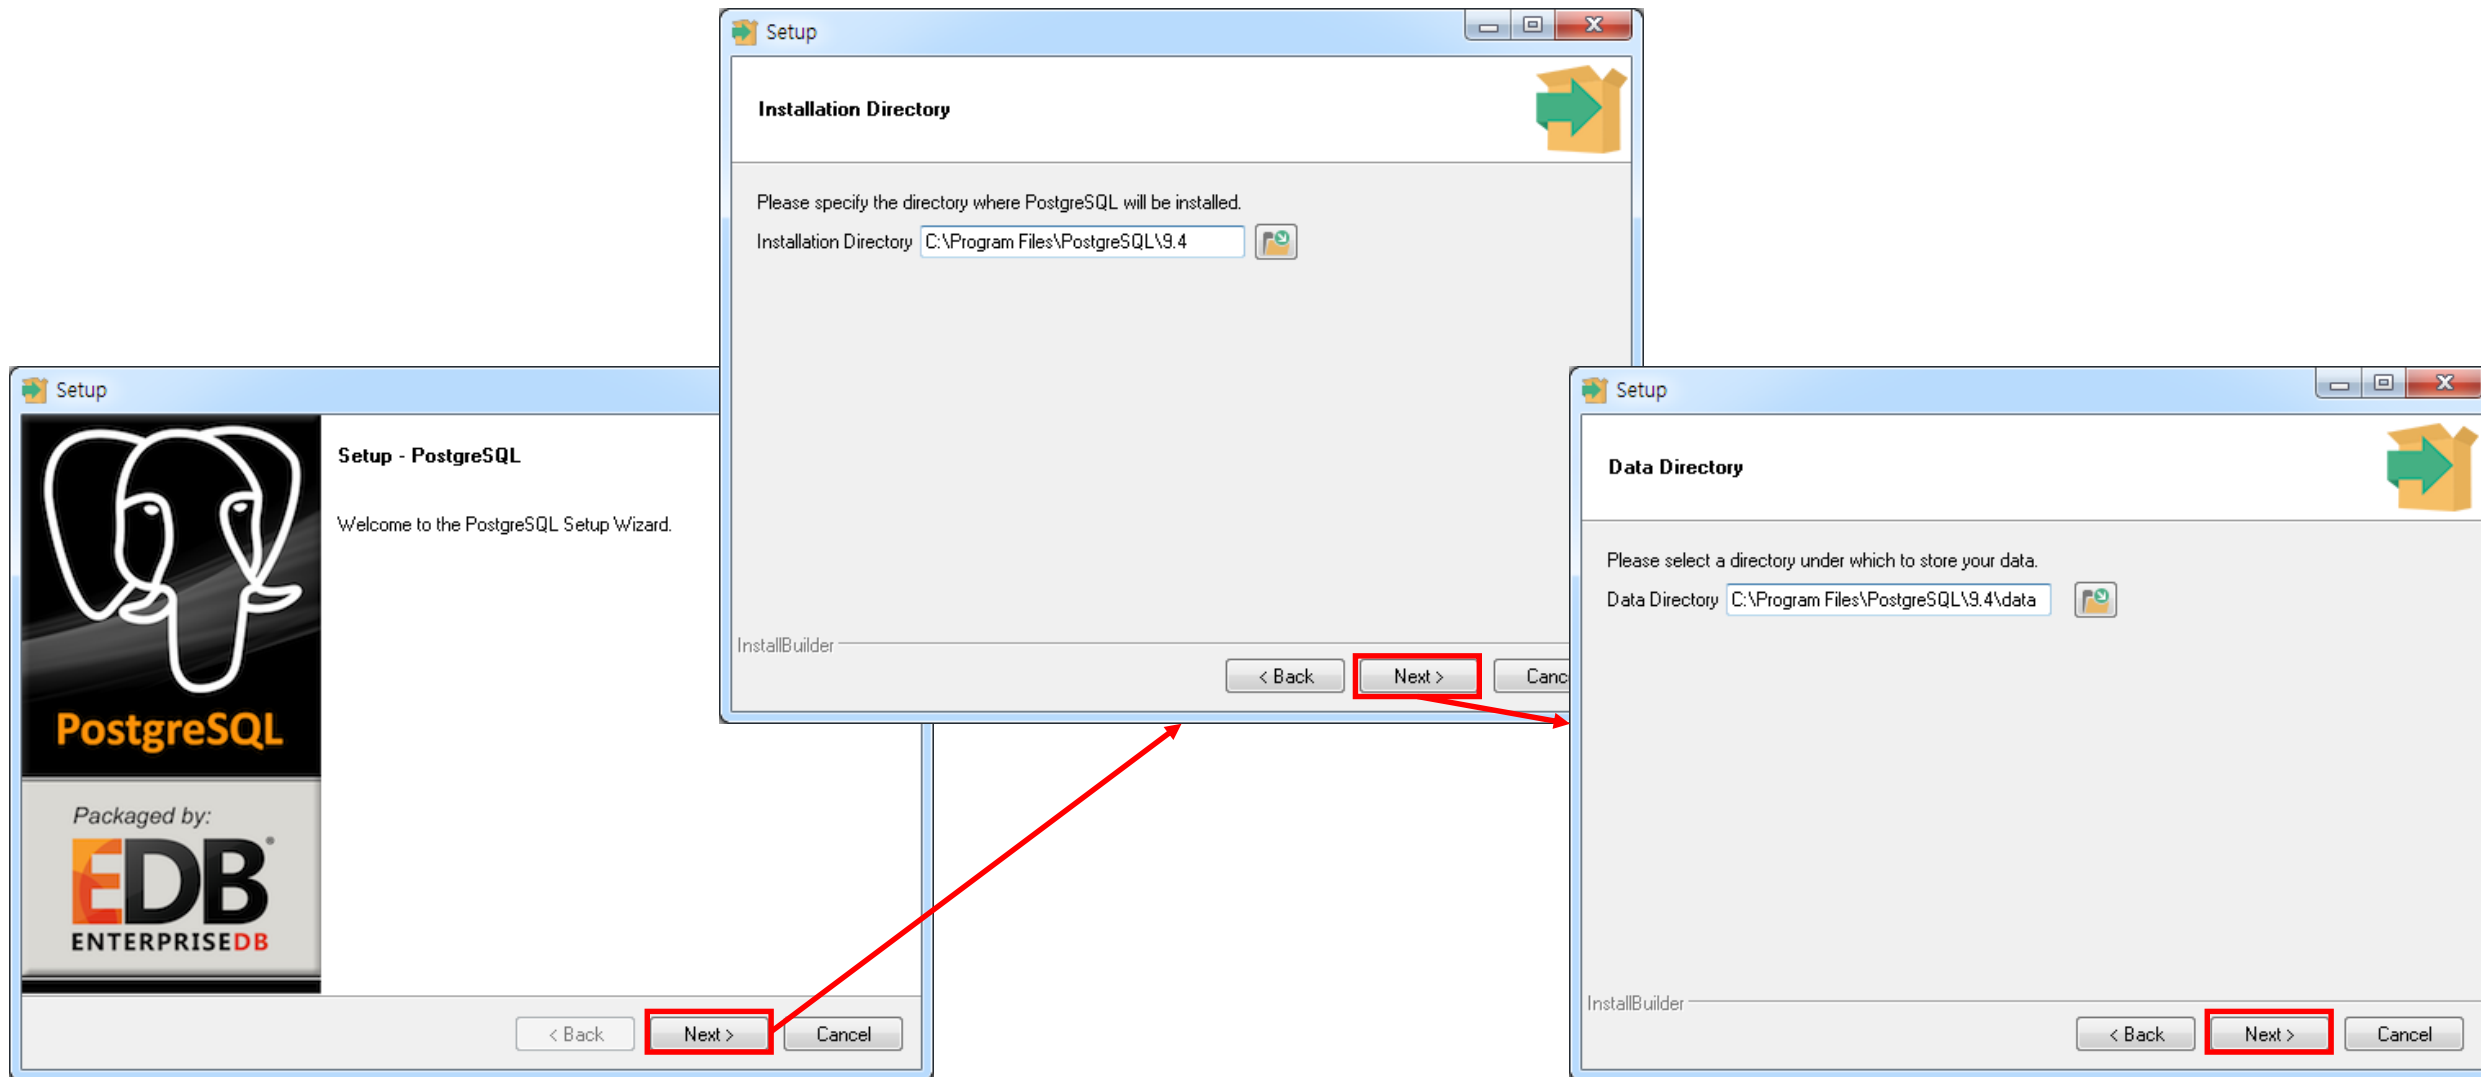 Setup
Setup - PostgreSQL
Welcome to the PostgreSQL Setup Wizard.
PostgreSQL
Packaged by:
EDB
ENTERPRISEDB
< Back
Next >
Cancel
Setup
Installation Directory
Please specify the directory where PostgreSQL will be installed.
Installation Directory C:\Program Files\PostgreSQL\9.4
InstallBuilder
< Back
Next >
Canc
Setup
Data Directory
Please select a directory under which to store your data.
Data Directory C:\Program Files\PostgreSQL\9.4\data
InstallBuilder
< Back
Next >
Cancel